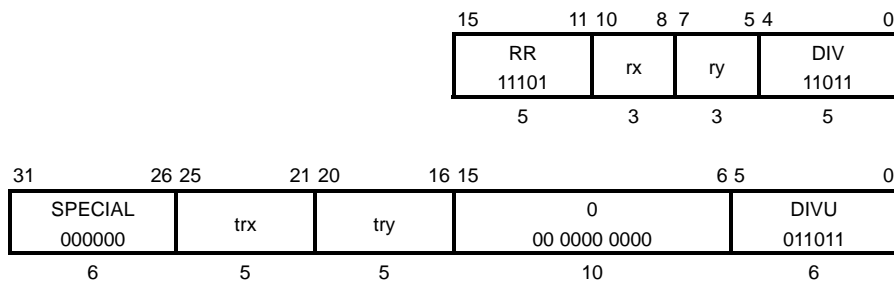 15 11 10 8 7 5 4 0
RR rx ry DIV
11101 11011
5 3 3 5
31 26 25 21 20 16 15 6 5 0
SPECIAL trx try 0 DIVU
000000 00 0000 0000 011011
6 5 5 10 6